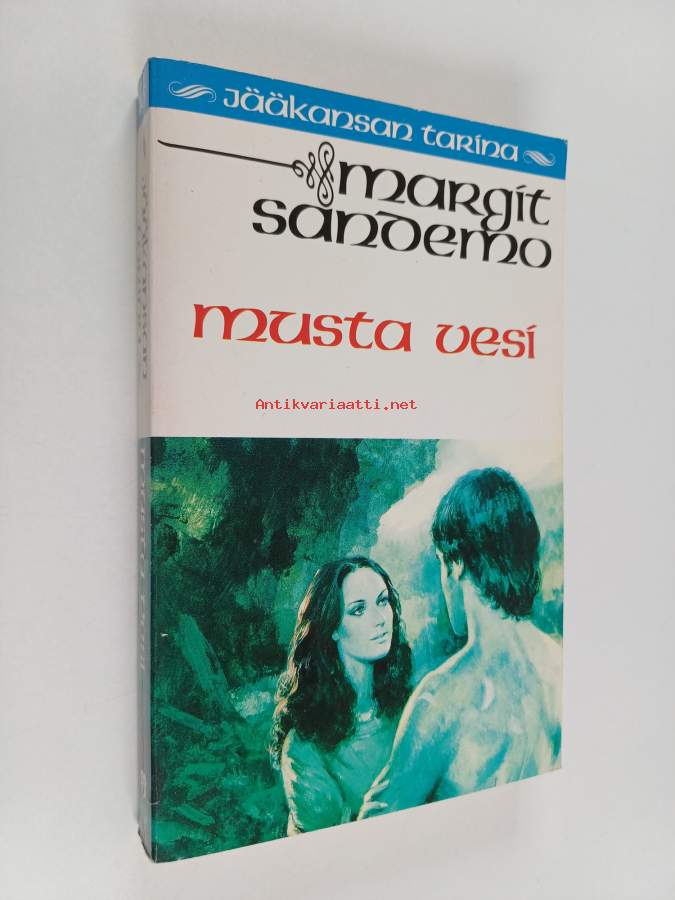 Jääkansan tarina
margit
sandemo
musta vesi
Antikvariaatti.net